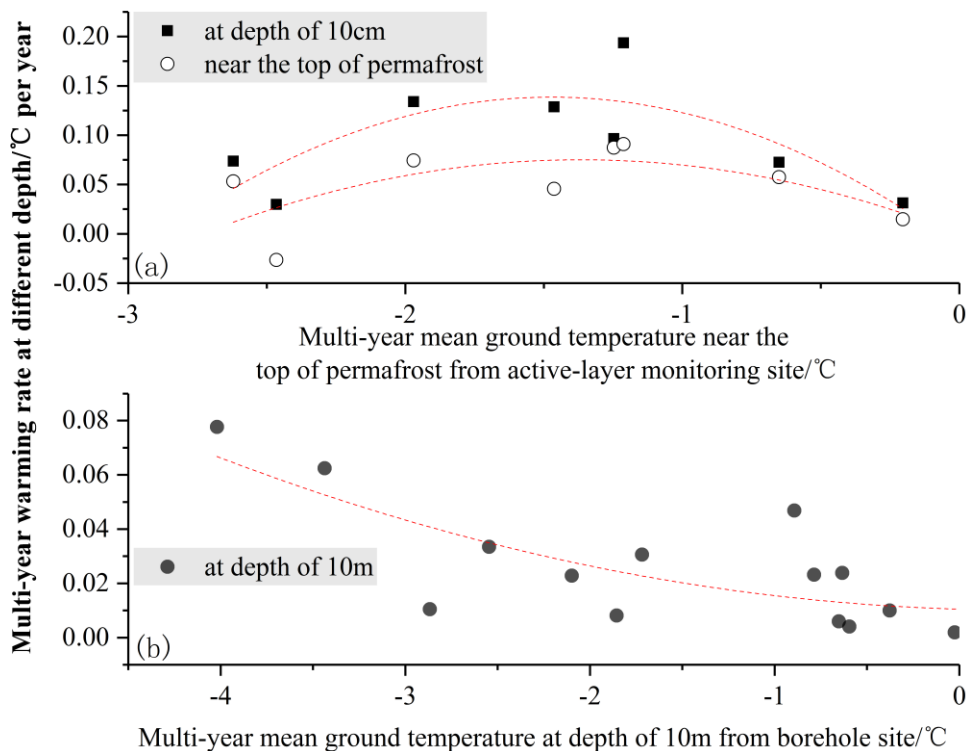 Multi-year warming rate at different depth/℃ per year
at depth of 10cm
near the top of permafrost
0.20
0.15
0.10
0.05
0.00
-0.05
(a)
-3
-2
-1
0
Multi-year mean ground temperature near the
top of permafrost from active-layer monitoring site/℃
0.08
0.06
0.04
0.02
0.00
at depth of 10m
(b)
-4
-3
-2
-1
0
Multi-year mean ground temperature at depth of 10m from borehole site/℃